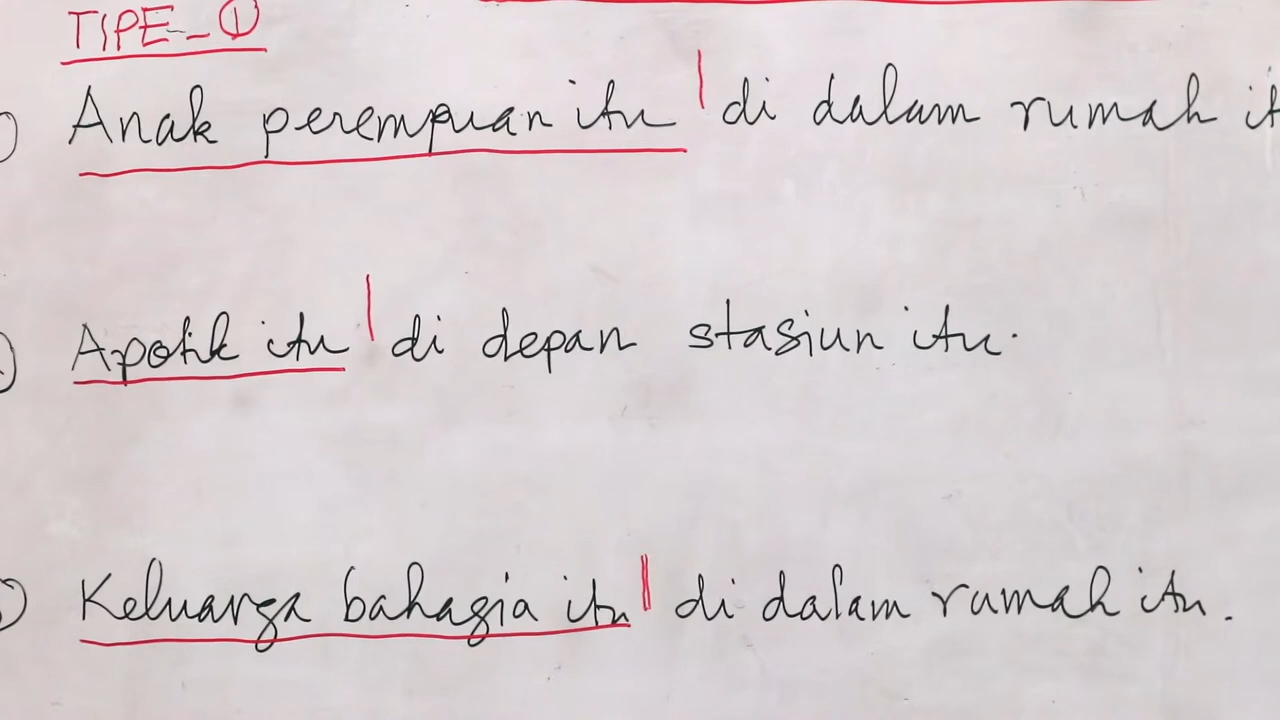 TIPE - ①
Anak perempuan itu | di dalam rumah it
Apotik itu | di depan stasiun itu.
Keluarga bahagia itu | di dalam rumah itu.